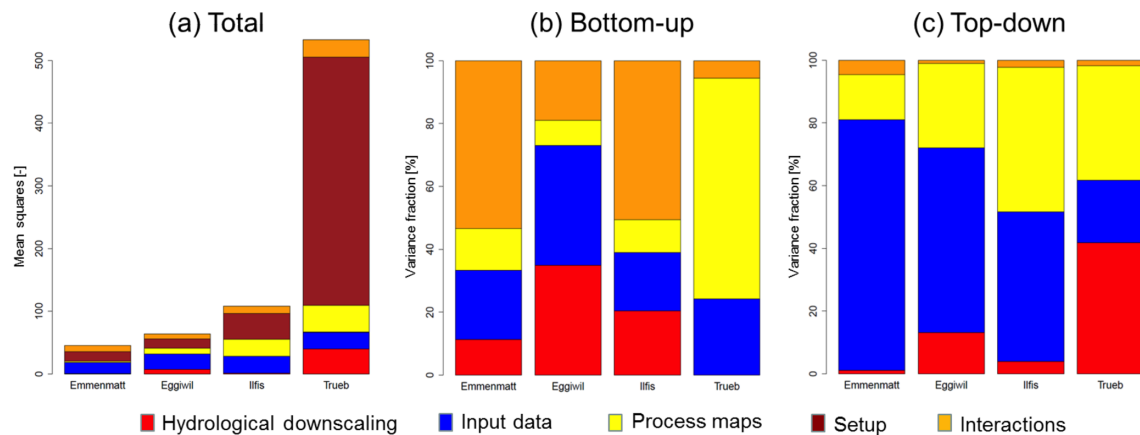 (a) Total
(b) Bottom-up
(c) Top-down
Mean squares [-]
0
100
200
300
400
500
Emmenmatt
Eggiwil
Ilfis
Trueb
Variance fraction [%]
0
20
40
60
80
100
Emmenmatt
Eggiwil
Ilfis
Trueb
Variance fraction [%]
0
20
40
60
80
100
Emmenmatt
Eggiwil
Ilfis
Trueb
Hydrological downscaling
Input data
Process maps
Setup
Interactions